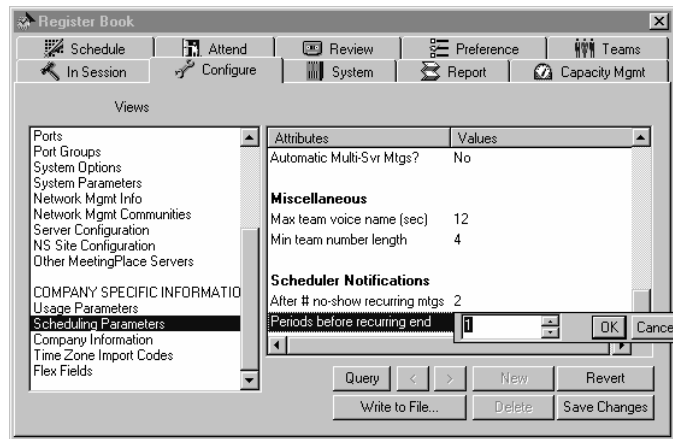 Register Book
Schedule Attend Review Preference Teams
In Session Configure System Report Capacity Mgmt
Views
Ports
Port Groups
System Options
System Parameters
Network Mgmt Info
Network Mgmt Communities
Server Configuration
NS Site Configuration
Other MeetingPlace Servers
COMPANY SPECIFIC INFORMATIO
Usage Parameters
Scheduling Parameters
Company Information
Time Zone Import Codes
Flex Fields
Attributes Values
Automatic Multi-Svr Mtgs? No
Miscellaneous
Max team voice name (sec) 12
Min team number length 4
Scheduler Notifications
After # no-show recurring mtgs 2
Periods before recurring end 1 OK Cance
Query < > New Revert
Write to File... Delete Save Changes